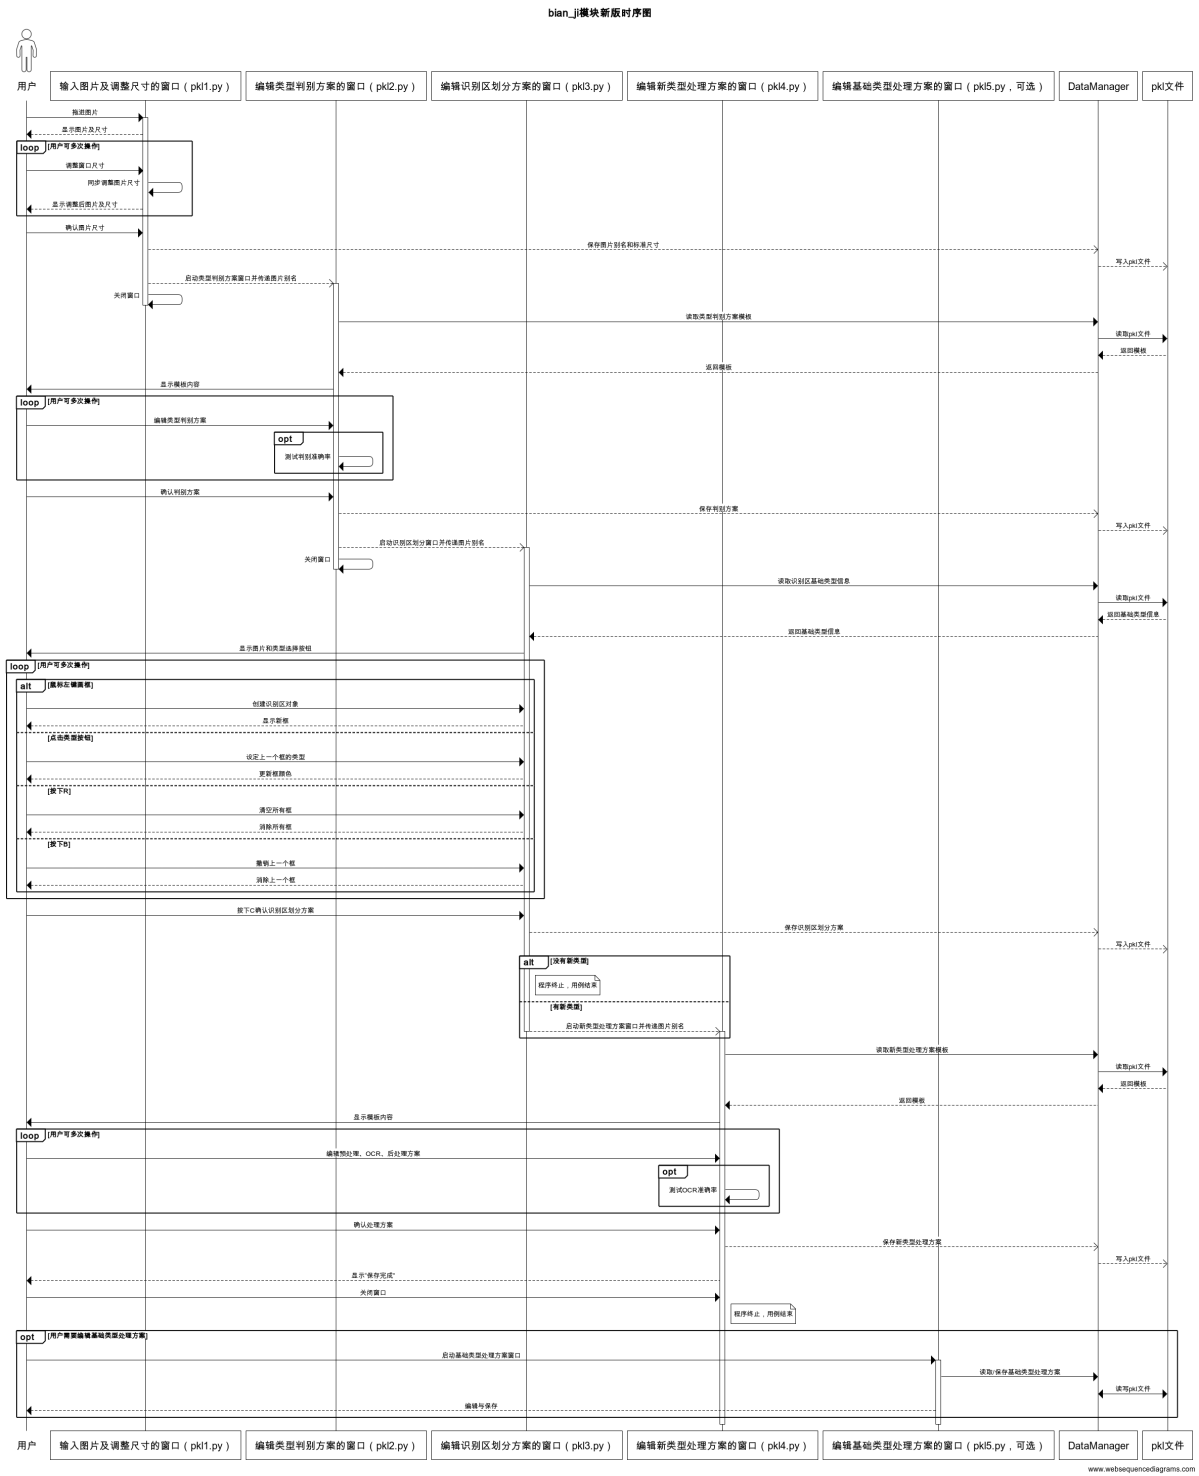 bian_ji模块新版时序图
用户
输入图片及调整尺寸的窗口（pkl1.py）
编辑类型判别方案的窗口（pkl2.py）
编辑识别区划分方案的窗口（pkl3.py）
编辑新类型处理方案的窗口（pkl4.py）
编辑基础类型处理方案的窗口（pkl5.py，可选）
DataManager
pkl文件
拖进图片
显示图片及尺寸
loop [用户可多次操作]
调整窗口尺寸
同步调整图片尺寸
显示调整后图片及尺寸
确认图片尺寸
保存图片别名和标准尺寸
写入pkl文件
启动类型判别方案窗口并传递图片别名
关闭窗口
读取类型判别方案模板
读取pkl文件
返回模板
返回模板
显示模板内容
loop [用户可多次操作]
编辑类型判别方案
opt
测试判别准确率
确认判别方案
保存判别方案
写入pkl文件
启动识别区划分窗口并传递图片别名
关闭窗口
读取识别区基础类型信息
读取pkl文件
返回基础类型信息
返回基础类型信息
显示图片和类型选择按钮
loop [用户可多次操作]
alt [鼠标左键画框]
创建识别区对象
显示新框
[点击类型按钮]
设定上一个框的类型
更新框颜色
[按下R]
清空所有框
消除所有框
[按下B]
撤销上一个框
消除上一个框
按下C确认识别区划分方案
保存识别区划分方案
写入pkl文件
alt [没有新类型]
程序终止，用例结束
[有新类型]
启动新类型处理方案窗口并传递图片别名
读取新类型处理方案模板
读取pkl文件
返回模板
返回模板
显示模板内容
loop [用户可多次操作]
编辑预处理、OCR、后处理方案
opt
测试OCR准确率
确认处理方案
保存新类型处理方案
写入pkl文件
显示"保存完成"
关闭窗口
程序终止，用例结束
opt [用户需要编辑基础类型处理方案]
启动基础类型处理方案窗口
读取/保存基础类型处理方案
读写pkl文件
编辑与保存
用户
输入图片及调整尺寸的窗口（pkl1.py）
编辑类型判别方案的窗口（pkl2.py）
编辑识别区划分方案的窗口（pkl3.py）
编辑新类型处理方案的窗口（pkl4.py）
编辑基础类型处理方案的窗口（pkl5.py，可选）
DataManager
pkl文件
www.websequencediagrams.com